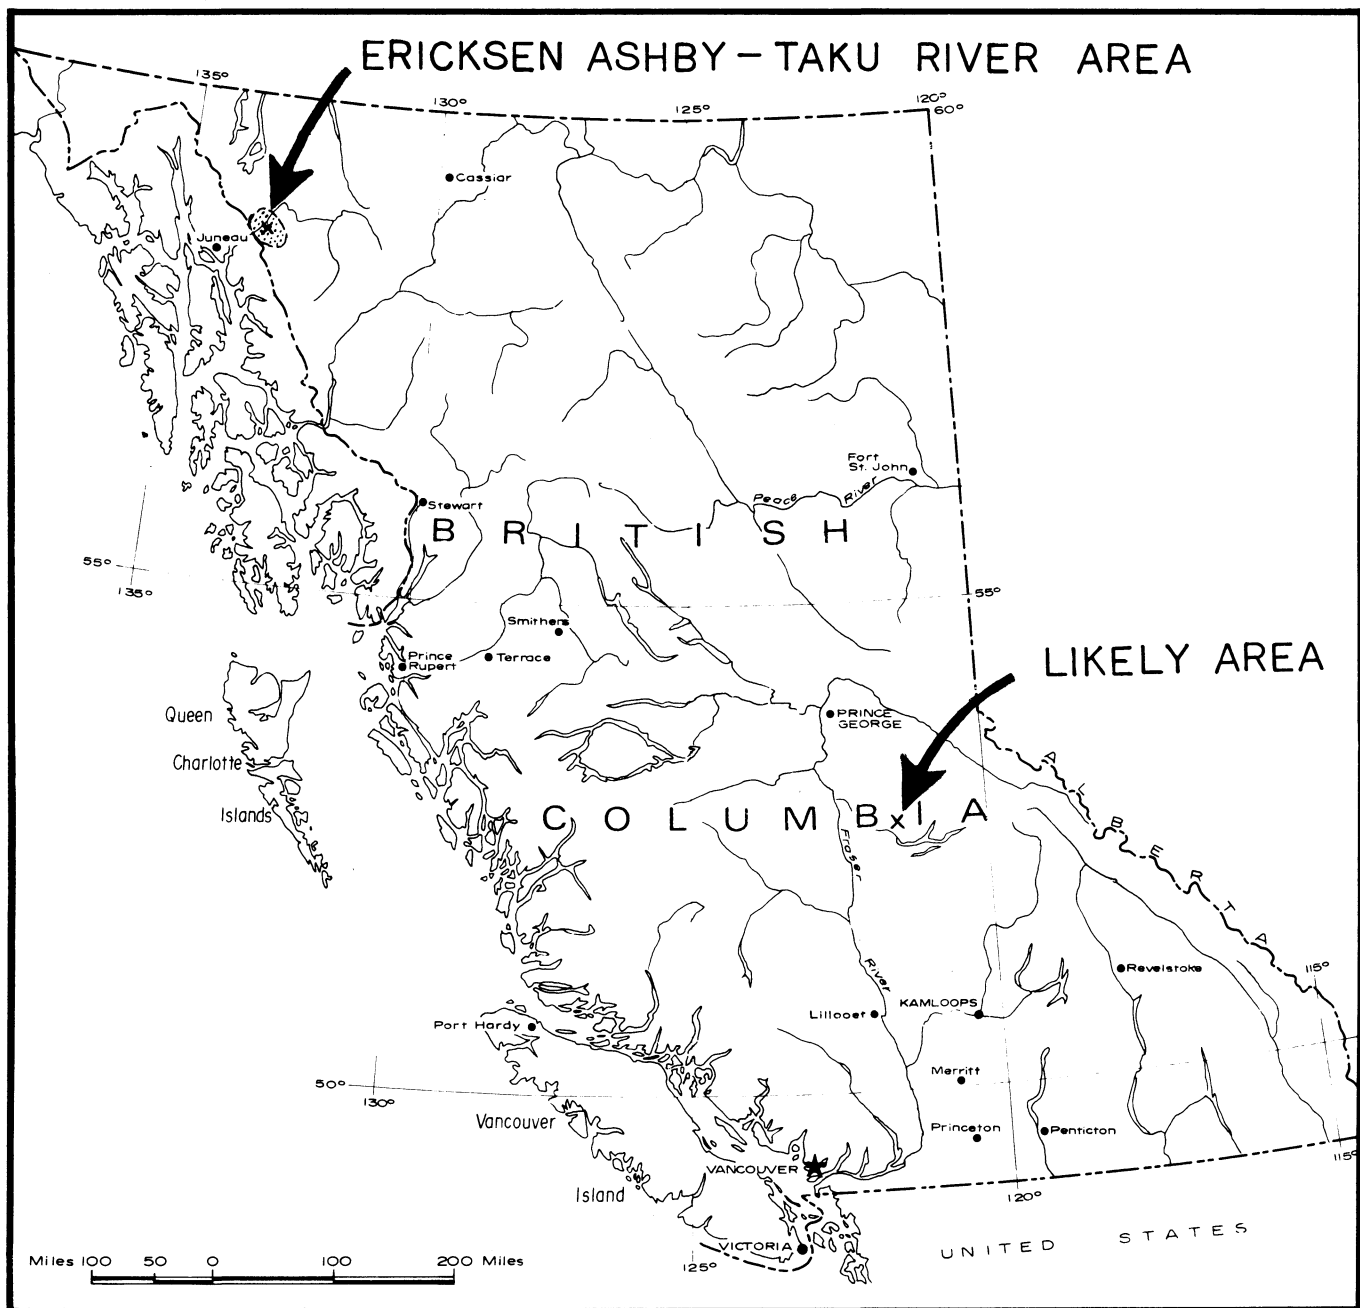 ERICKSEN ASHBY – TAKU RIVER AREA
135°
130°
125°
120°
60°
Cassiar
Juneau
Fort
St. John
Peace River
Stewart
BRITISH
55°
135°
55°
Smithers
Prince
Rupert
Terrace
LIKELY AREA
Queen
Charlotte
Islands
PRINCE
GEORGE
ALBERTA
COLUMBIA
x
Fraser
River
Revelstoke
115°
Port Hardy
Lillooet
KAMLOOPS
50°
130°
Merritt
Vancouver
Island
Princeton
Penticton
VANCOUVER
115°
120°
VICTORIA
125°
UNITED STATES
Miles 100 50 0 100 200 Miles